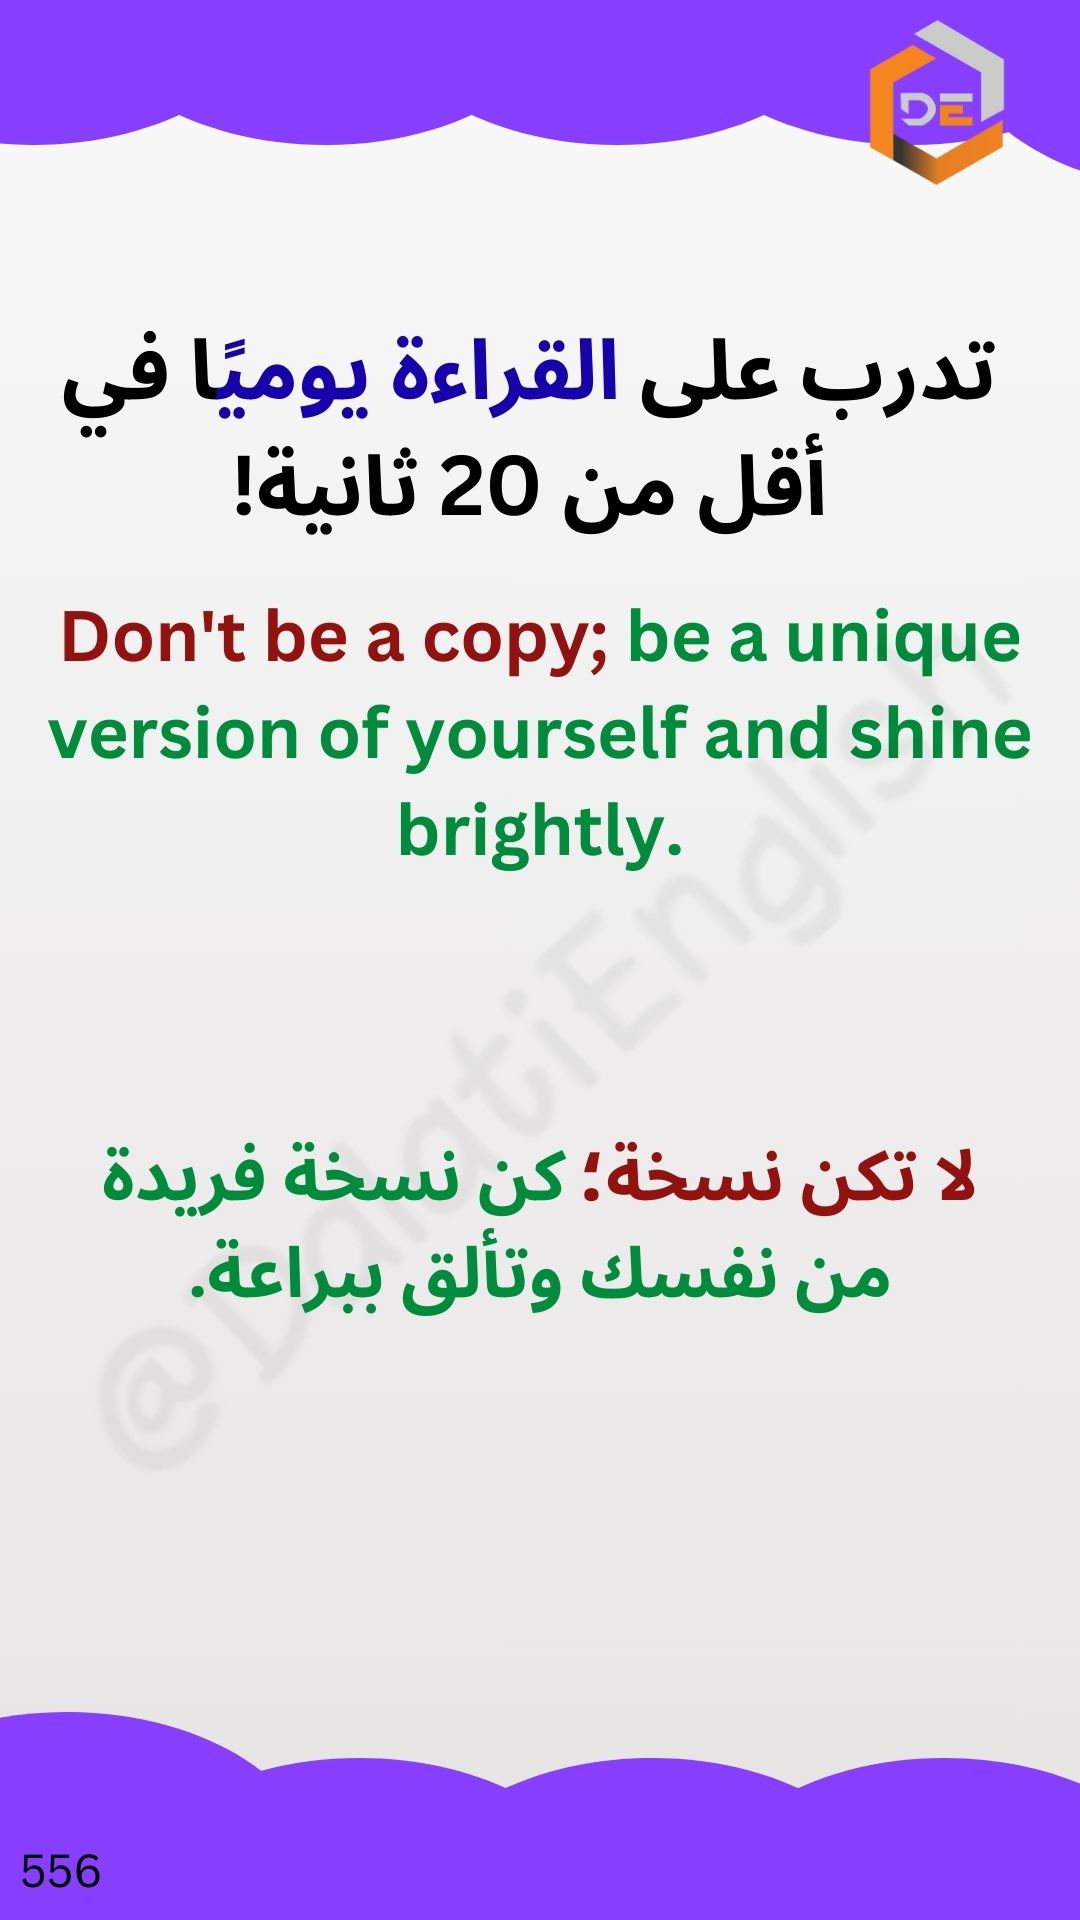 DE
تدرب على القراءة يوميًا في
أقل من 20 ثانية!
Don't be a copy; be a unique
version of yourself and shine
brightly.
لا تكن نسخة؛ كن نسخة فريدة
من نفسك وتألق ببراعة.
@DalatiEnglish
556